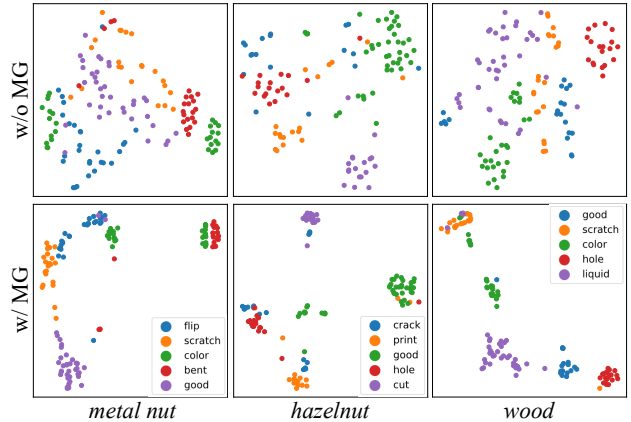 w/o MG
w/ MG
flip
scratch
color
bent
good
crack
print
good
hole
cut
good
scratch
color
hole
liquid
metal nut
hazelnut
wood